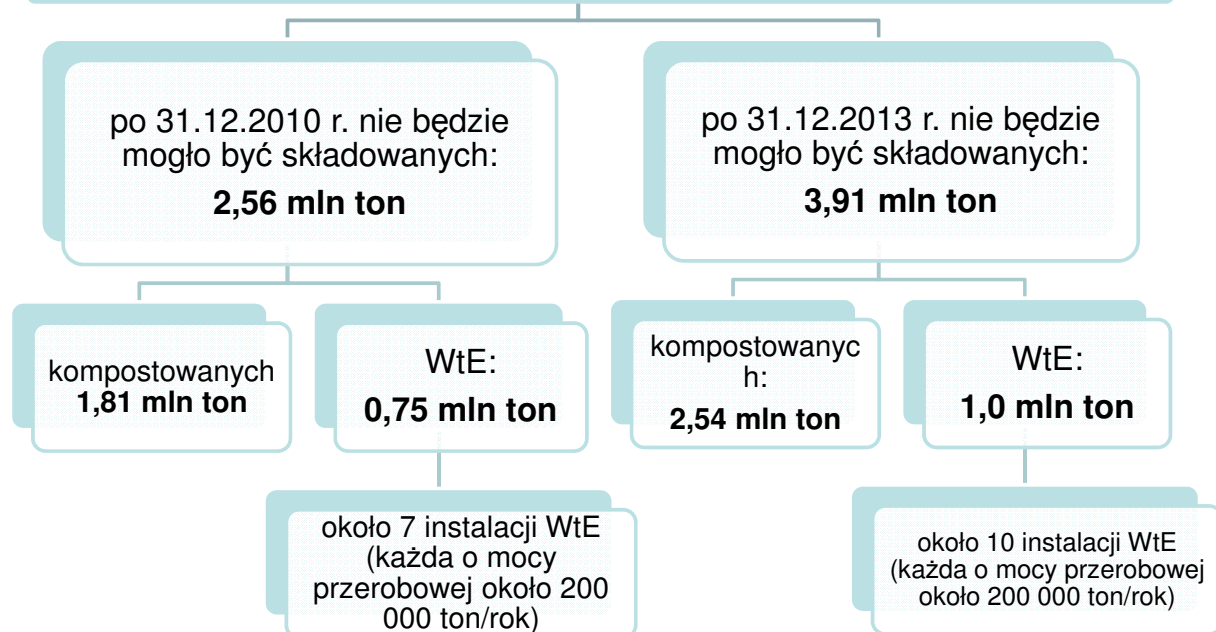 po 31.12.2010 r. nie będzie
mogło być składowanych:
2,56 mln ton
po 31.12.2013 r. nie będzie
mogło być składowanych:
3,91 mln ton
kompostowanych
1,81 mln ton
WtE:
0,75 mln ton
kompostowanyc
h:
2,54 mln ton
WtE:
1,0 mln ton
około 7 instalacji WtE
(każda o mocy
przerobowej około 200
000 ton/rok)
około 10 instalacji WtE
(każda o mocy przerobowej
około 200 000 ton/rok)